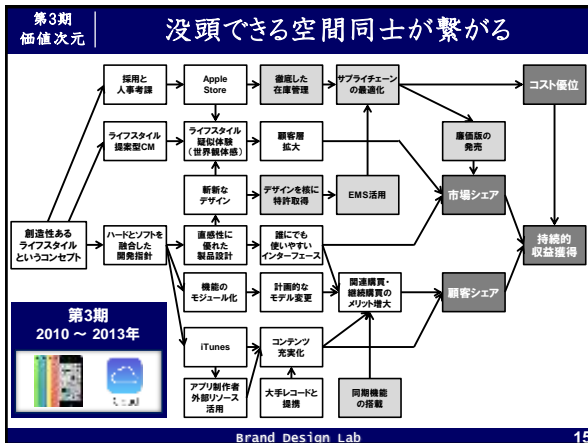 第3期
価値次元
没頭できる空間同士が繋がる
採用と
人事考課
Apple
Store
徹底した
在庫管理
サプライチェーン
の最適化
コスト優位
ライフスタイル
提案型CM
ライフスタイル
疑似体験
(世界観体感)
顧客層
拡大
廉価版の
発売
斬新な
デザイン
デザインを核に
特許取得
EMS活用
市場シェア
創造性ある
ライフスタイル
というコンセプト
ハードとソフトを
融合した
開発指針
直感性に
優れた
製品設計
誰にでも
使いやすい
インターフェース
持続的
収益獲得
機能の
モジュール化
計画的な
モデル変更
関連購買・
継続購買の
メリット増大
顧客シェア
第3期
2010 ~ 2013年
iTunes
コンテンツ
充実化
アプリ制作者
外部リソース
活用
大手レコードと
提携
同期機能
の搭載
Brand Design Lab
15